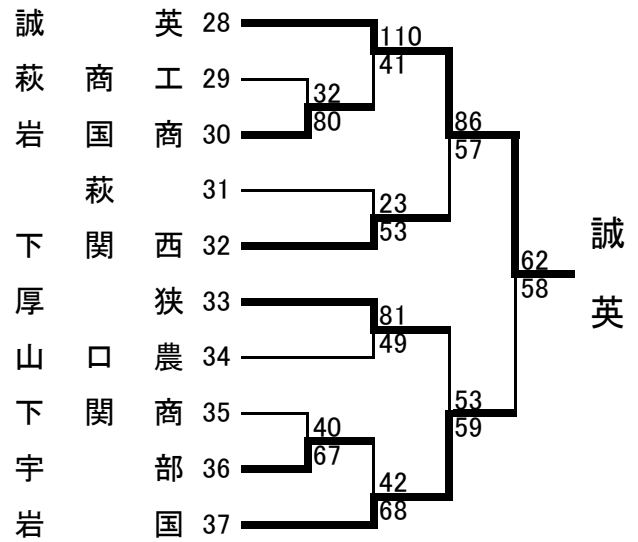 誠英 28
萩商工 29
岩国商 30
萩 31
下関西 32
厚狭 33
山口農 34
下関商 35
宇部 36
岩国 37
32
80
40
67
110
41
23
53
81
49
42
68
86
57
53
59
62
58
誠英